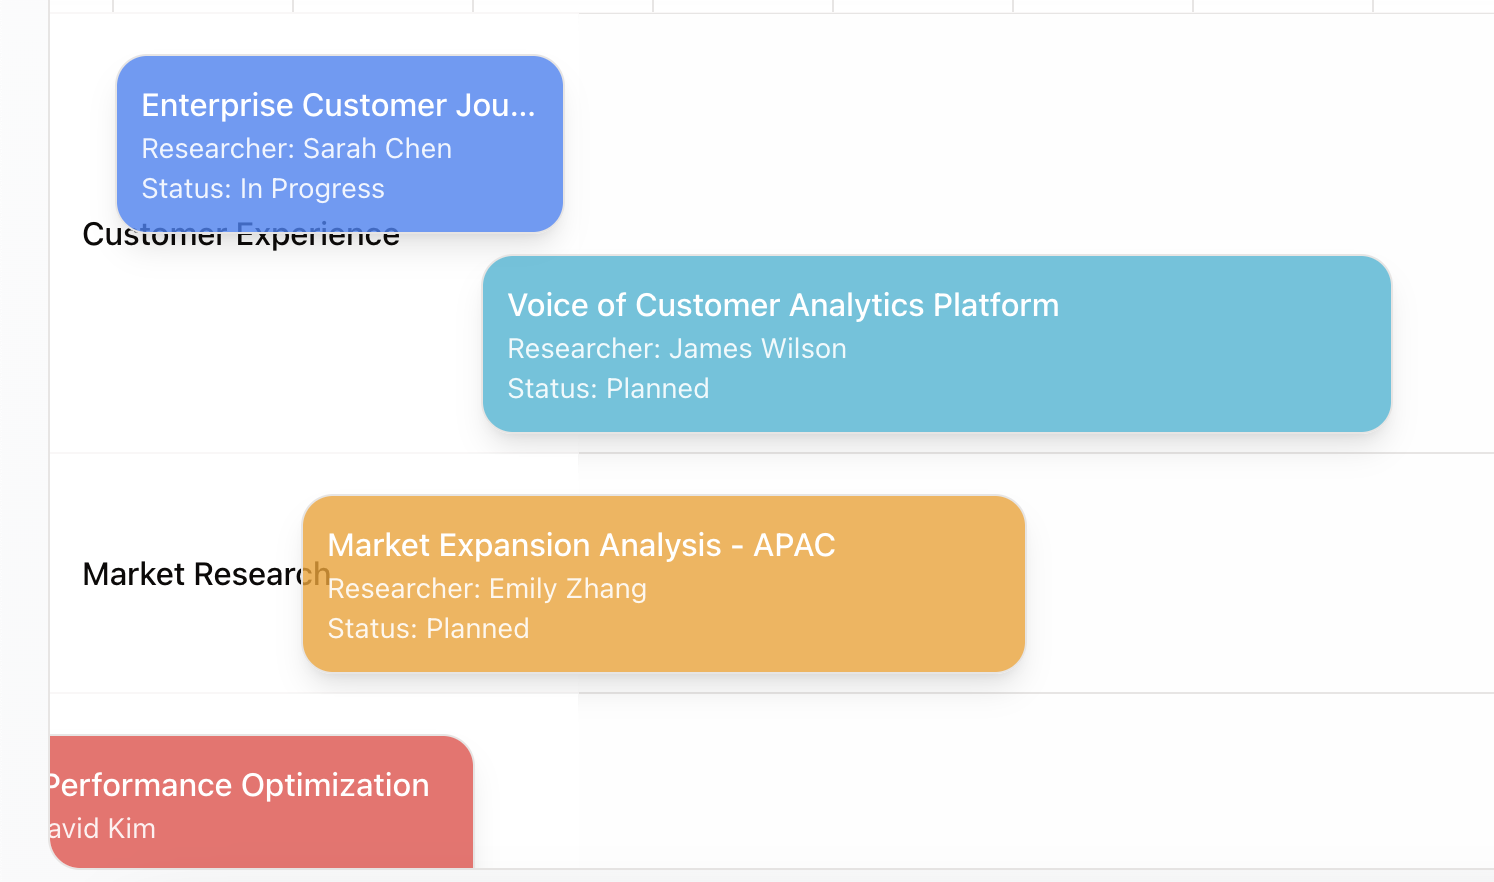 Enterprise Customer Jou...
Researcher: Sarah Chen
Status: In Progress
Customer Experience
Voice of Customer Analytics Platform
Researcher: James Wilson
Status: Planned
Market Expansion Analysis - APAC
Market Research
Researcher: Emily Zhang
Status: Planned
Performance Optimization
avid Kim